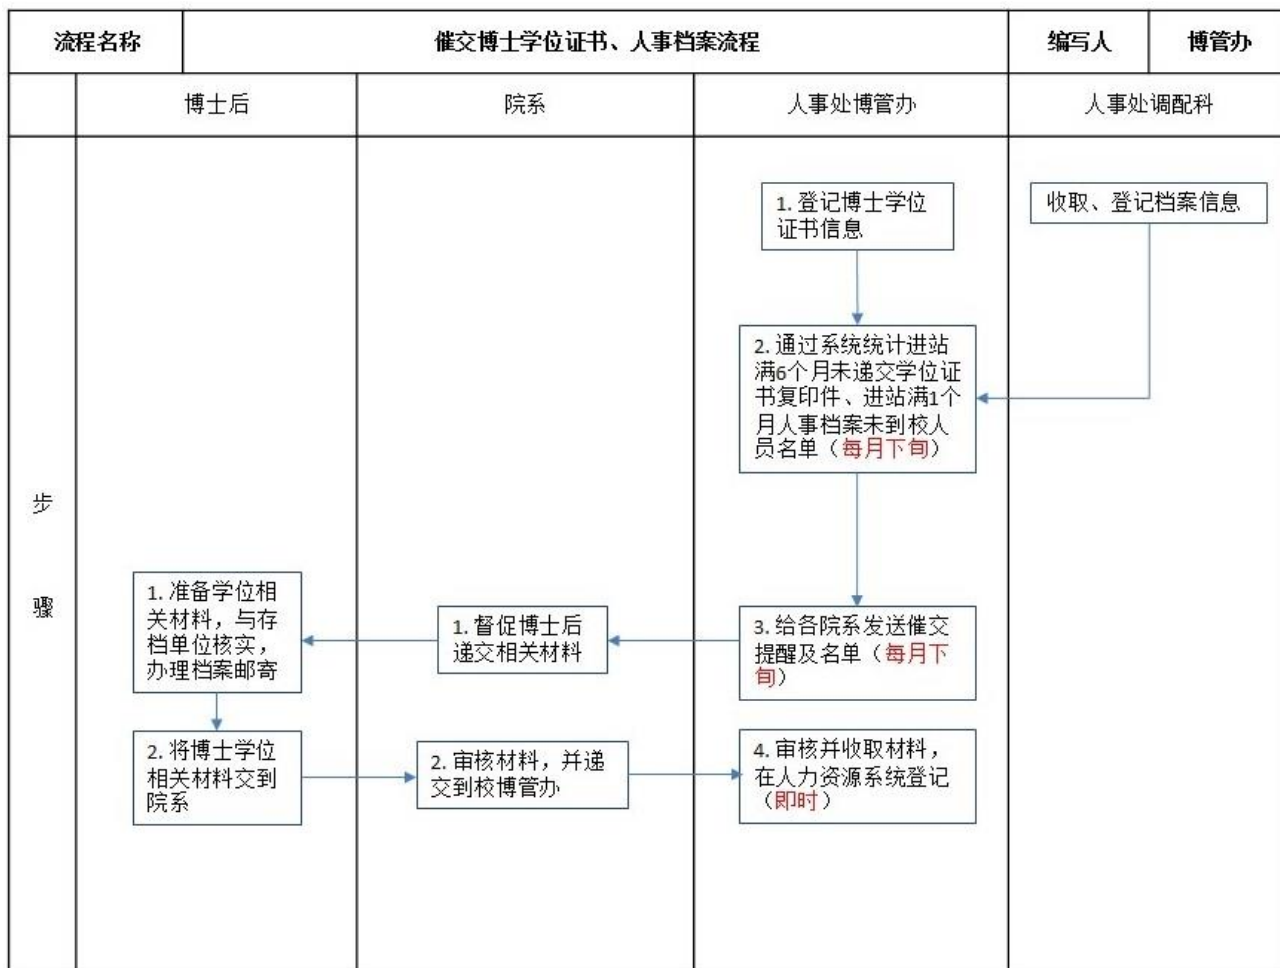 流程名称
催交博士学位证书、人事档案流程
编写人
博管办
博士后
院系
人事处博管办
人事处调配科
步
骤
1. 登记博士学位
证书信息
收取、登记档案信息
2. 通过系统统计进站
满6个月未递交学位证
书复印件、进站满1个
月人事档案未到校人
员名单（每月下旬）
1. 准备学位相
关材料，与存
档单位核实，
办理档案邮寄
1. 督促博士后
递交相关材料
3. 给各院系发送催交
提醒及名单（每月下
旬）
2. 将博士学位
相关材料交到
院系
2. 审核材料，并递
交到校博管办
4. 审核并收取材料，
在人力资源系统登记
（即时）